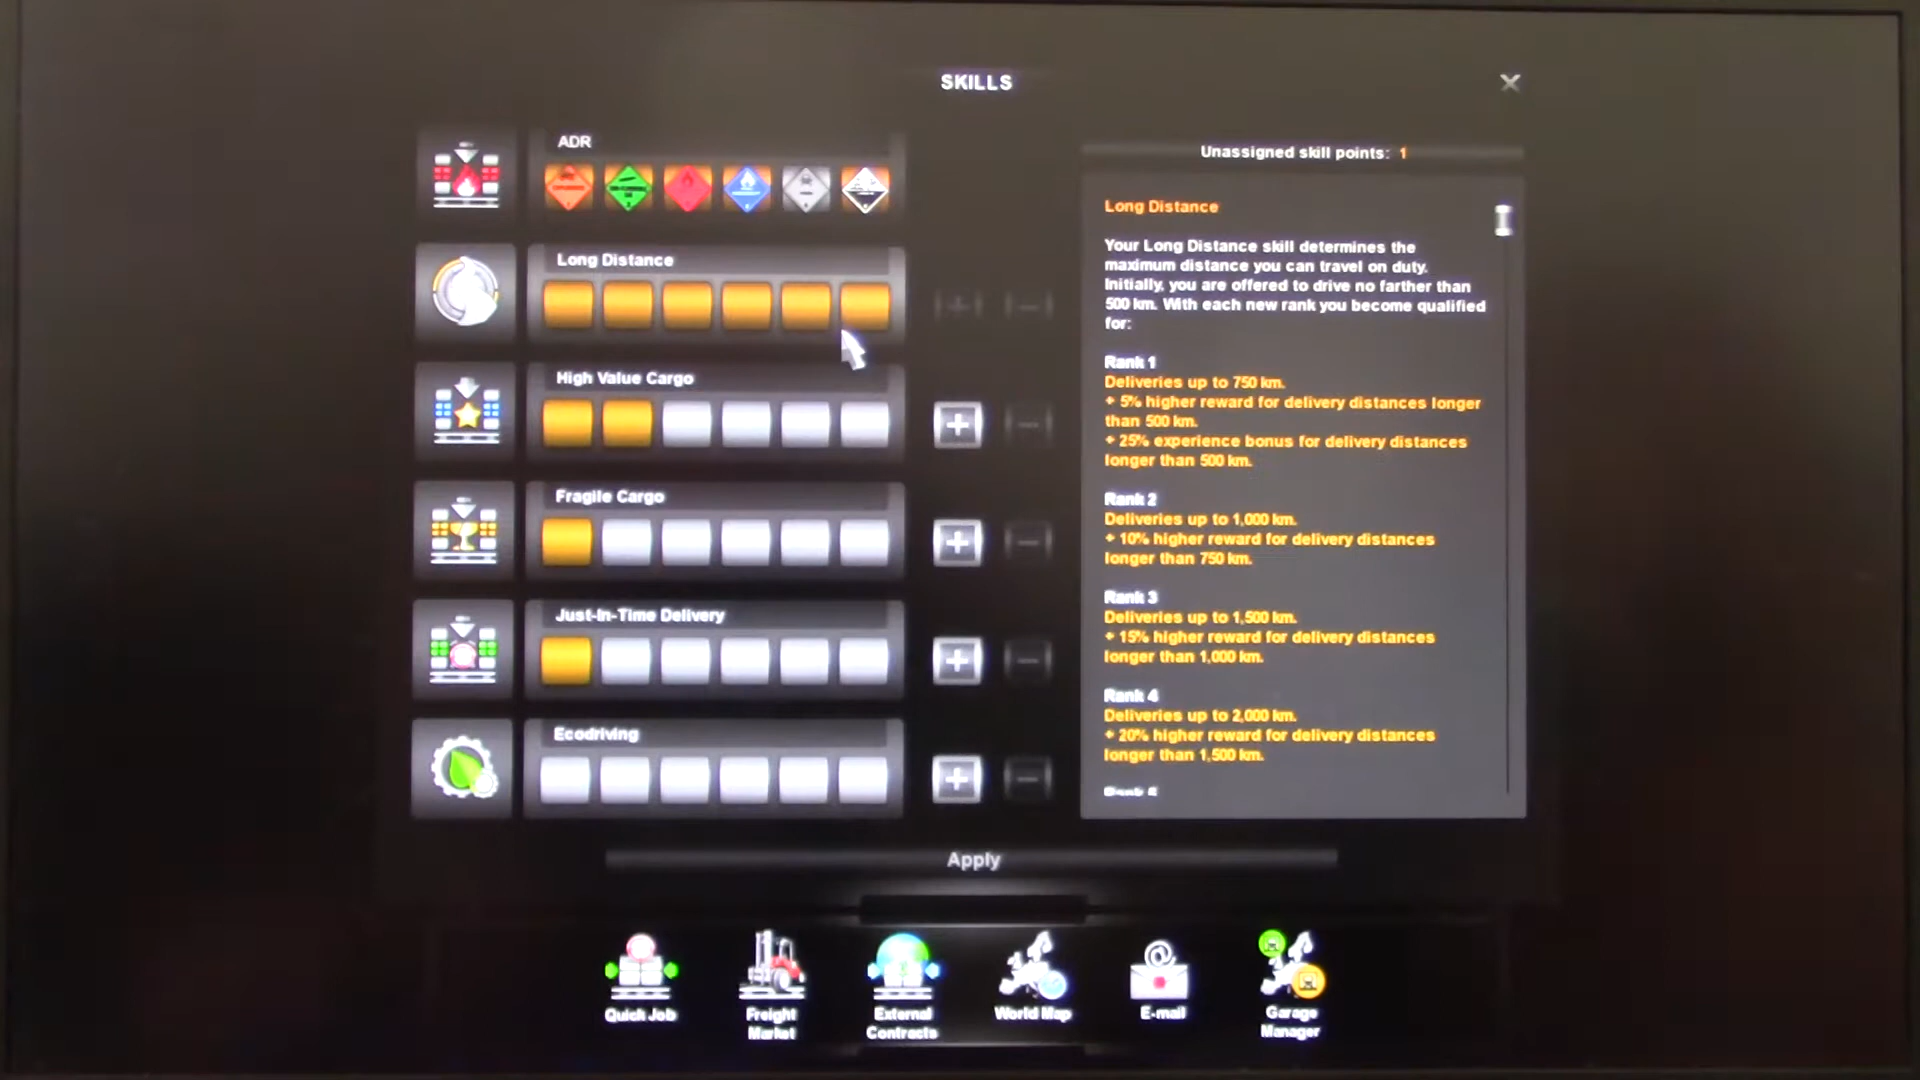 SKILLS
ADR
Long Distance
High Value Cargo
Fragile Cargo
Just-In-Time Delivery
Ecodriving
Unassigned skill points: 1
Long Distance
Your Long Distance skill determines the
maximum distance you can travel on duty.
Initially, you are offered to drive no farther than
500 km. With each new rank you become qualified
for:
Rank 1
Deliveries up to 750 km.
+ 5% higher reward for delivery distances longer
than 500 km.
+ 25% experience bonus for delivery distances
longer than 500 km.
Rank 2
Deliveries up to 1,000 km.
+ 10% higher reward for delivery distances
longer than 750 km.
Rank 3
Deliveries up to 1,500 km.
+ 15% higher reward for delivery distances
longer than 1,000 km.
Rank 4
Deliveries up to 2,000 km.
+ 20% higher reward for delivery distances
longer than 1,500 km.
Apply
Quick Job
Freight
Market
External
Contracts
World Map
E-mail
Garage
Manager